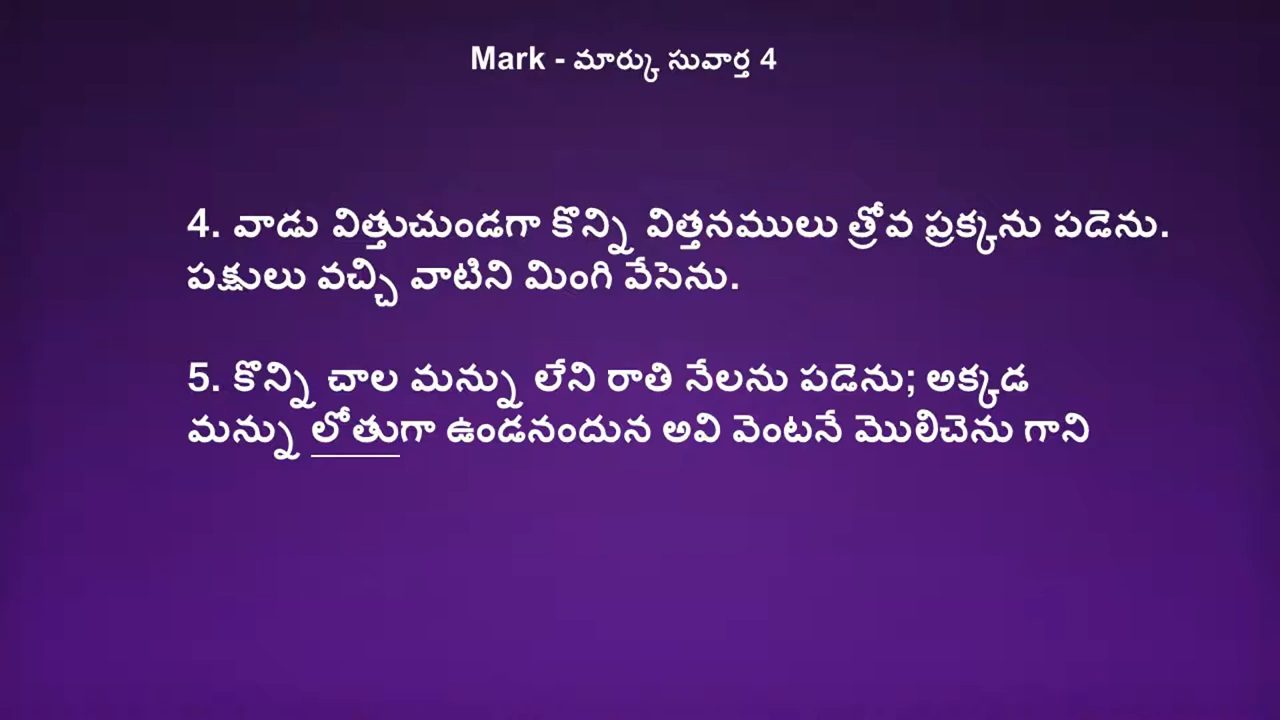 Mark - మార్కు సువార్త 4
4. వాడు విత్తుచుండగా కొన్ని విత్తనములు త్రోవ ప్రక్కను పడెను.
పక్షులు వచ్చి వాటిని మింగి వేసెను.
5. కొన్ని చాల మన్ను లేని రాతి నేలను పడెను; అక్కడ
మన్ను లోతుగా ఉండనందున అవి వెంటనే మొలిచెను గాని